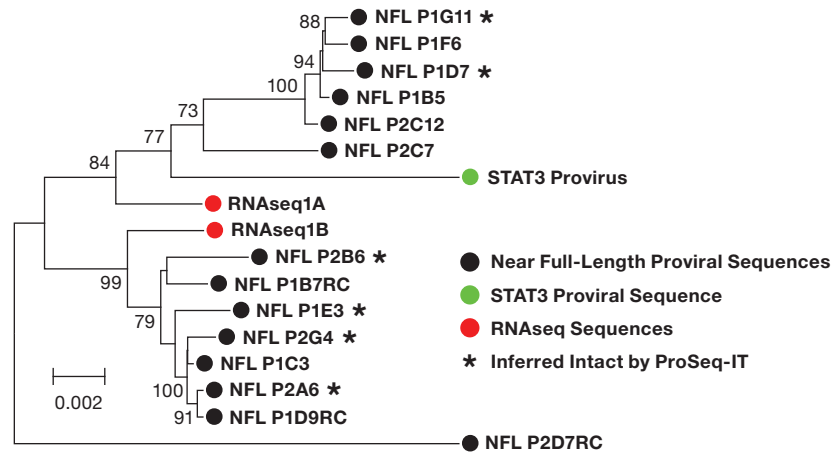 88
NFL P1G11 *
NFL P1F6
94
NFL P1D7 *
100
NFL P1B5
73
NFL P2C12
77
NFL P2C7
84
STAT3 Provirus
RNAseq1A
RNAseq1B
NFL P2B6 *
Near Full-Length Proviral Sequences
99
NFL P1B7RC
STAT3 Proviral Sequence
NFL P1E3 *
79
RNAseq Sequences
NFL P2G4 *
* Inferred Intact by ProSeq-IT
NFL P1C3
100
NFL P2A6 *
0.002
91
NFL P1D9RC
NFL P2D7RC